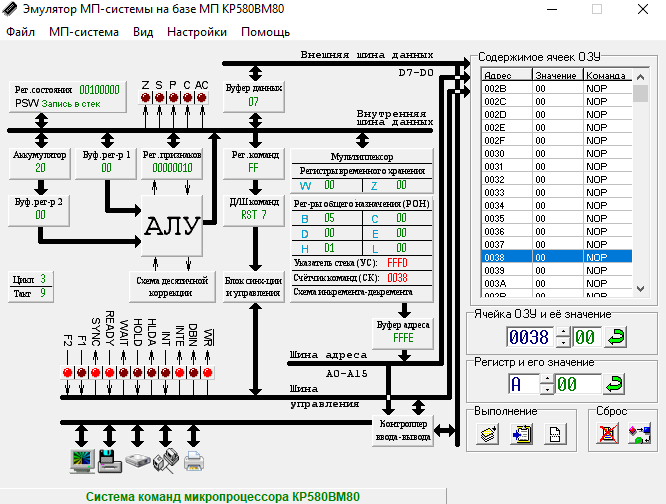 Эмулятор МП-системы на базе МП КР580ВМ80
Файл МП-система Вид Настройки Помощь
Внешняя шина данных
D7-D0
Рег.состояния 00100000
PSW Запись в стек
Z S P C AC
Буфер данных
07
Внутренняя
шина данных
Аккумулятор
20
Буф.рег-р 1
00
Рег.признаков
00000010
Рег.команд
FF
Мультиплексор
Регистры временного хранения
W 00 Z 00
Буф.рег-р 2
00
АЛУ
Д/Ш команд
RST 7
Рег-ры общего назначения (РОН)
B 05 C 00
D 00 E 00
H D1 L 00
Указатель стека (УС): FFFD
Счётчик команд (СК): 0038
Схема инкремента-декремента
Цикл 3
Такт 9
Схема десятичной
коррекции
Блок синх-ции
и управления
Буфер адреса
FFFE
F2 F1 SYNC READY WAIT HOLD HLDA INT INTE DBIN WR
Шина адреса
A0-A15
Шина
управления
Контроллер
ввода-вывода
Содержимое ячеек ОЗУ
Адрес Значение Команда
002B 00 NOP
002C 00 NOP
002D 00 NOP
002E 00 NOP
002F 00 NOP
0030 00 NOP
0031 00 NOP
0032 00 NOP
0033 00 NOP
0034 00 NOP
0035 00 NOP
0036 00 NOP
0037 00 NOP
0038 00 NOP
0039 00 NOP
003A 00 NOP
003B 00 NOP
Ячейка ОЗУ и её значение
0038 00
Регистр и его значение
A 00
Выполнение
Сброс
Система команд микропроцессора КР580ВМ80